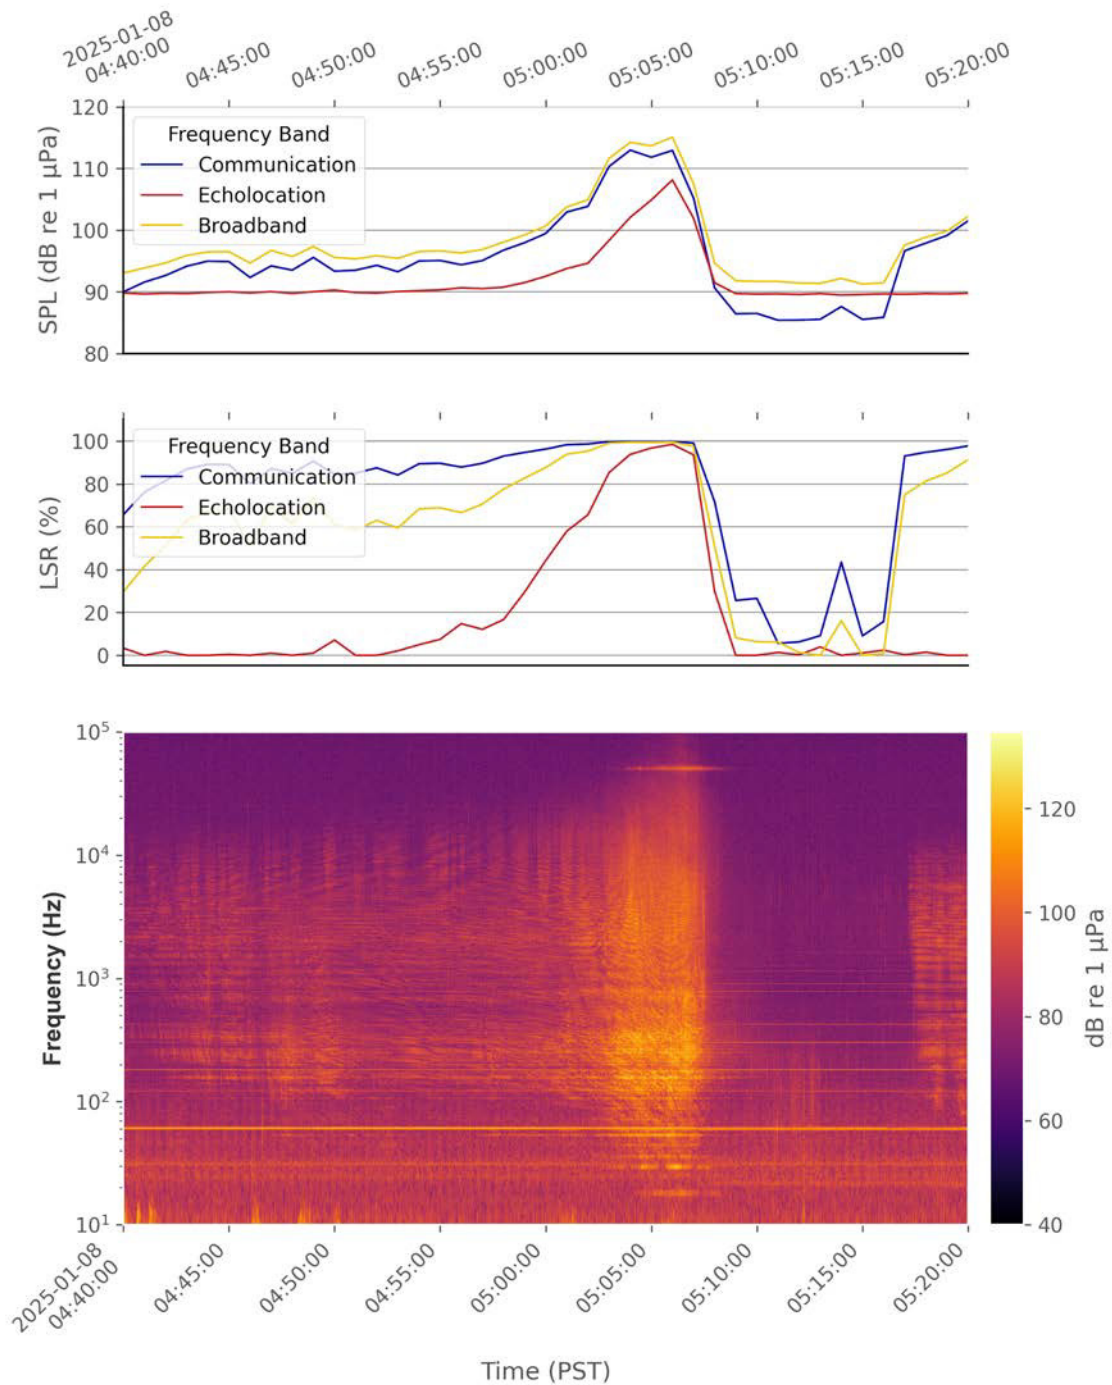 2025-01-08
04:40:00 04:45:00 04:50:00 04:55:00 05:00:00 05:05:00 05:10:00 05:15:00 05:20:00
SPL (dB re 1 µPa)
120
110
100
90
80
Frequency Band
Communication
Echolocation
Broadband
LSR (%)
100
80
60
40
20
0
Frequency Band
Communication
Echolocation
Broadband
Frequency (Hz)
10⁵
10⁴
10³
10²
10¹
120
100
80
60
40
dB re 1 µPa
2025-01-08
04:40:00 04:45:00 04:50:00 04:55:00 05:00:00 05:05:00 05:10:00 05:15:00 05:20:00
Time (PST)